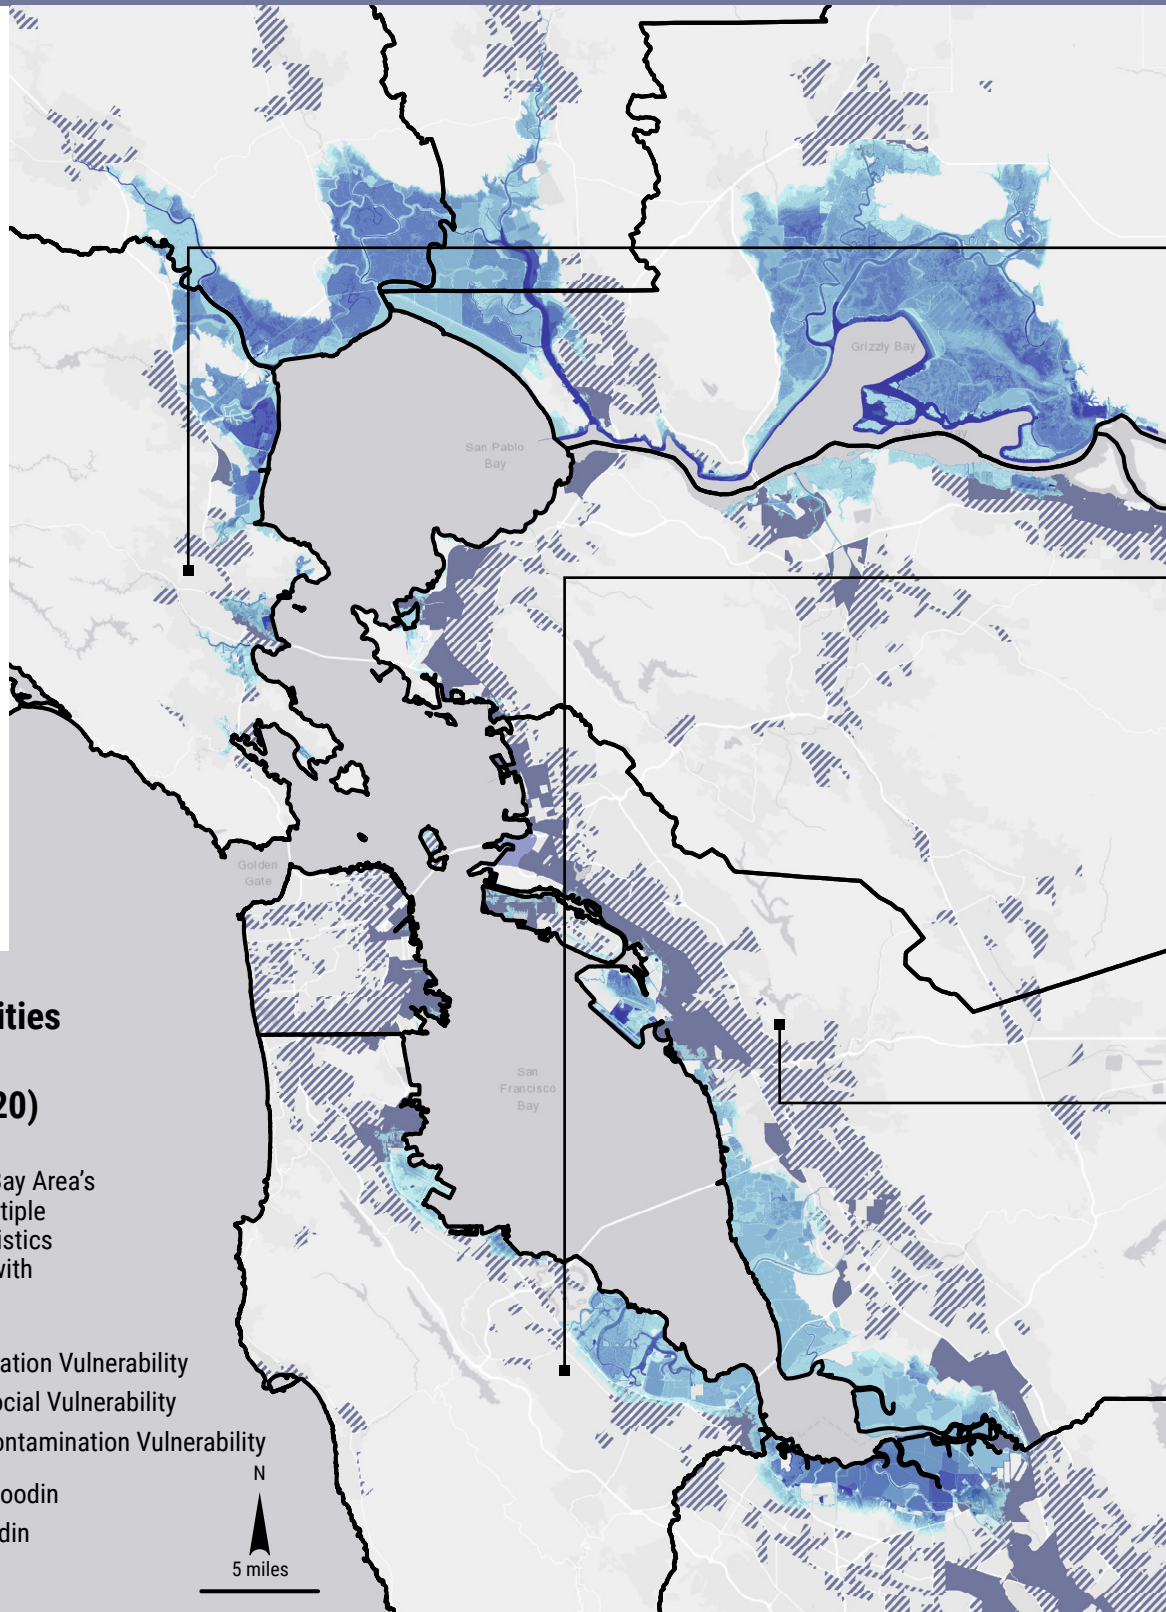 Grizzly Bay
San Pablo
Bay
Golden
Gate
San
Francisco
Bay
ities
20)
Bay Area's
tiple
istics
with
ation Vulnerability
ocial Vulnerability
ontamination Vulnerability
oodin
din
N
5 miles